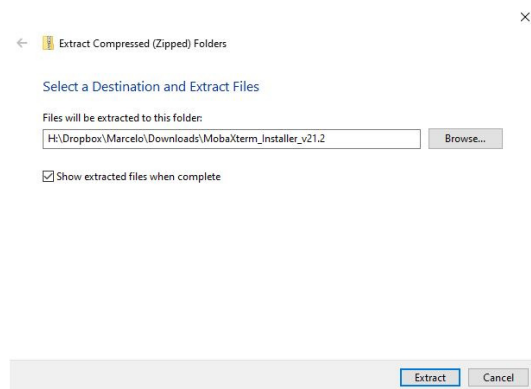 Extract Compressed (Zipped) Folders
Select a Destination and Extract Files
Files will be extracted to this folder:
H:\Dropbox\Marcelo\Downloads\MobaXterm_Installer_v21.2
Browse...
Show extracted files when complete
Extract
Cancel